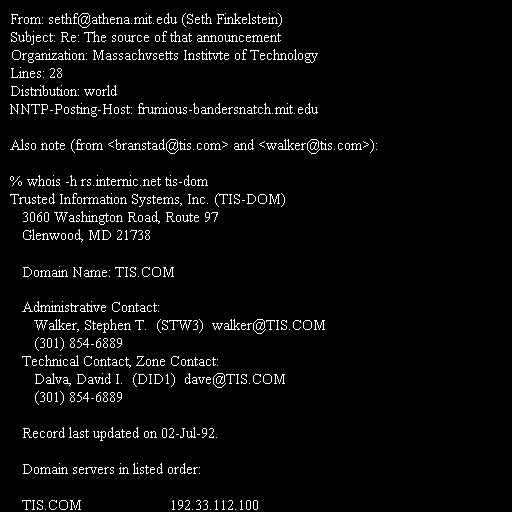 From: sethf@athena.mit.edu (Seth Finkelstein)
Subject: Re: The source of that announcement
Organization: Massachvsetts Institvte of Technology
Lines: 28
Distribution: world
NNTP-Posting-Host: frumious-bandersnatch.mit.edu
Also note (from <branstad@tis.com> and <walker@tis.com>):
% whois -h rs.internic.net tis-dom
Trusted Information Systems, Inc. (TIS-DOM)
3060 Washington Road, Route 97
Glenwood, MD 21738
Domain Name: TIS.COM
Administrative Contact:
Walker, Stephen T. (STW3) walker@TIS.COM
(301) 854-6889
Technical Contact, Zone Contact:
Dalva, David I. (DID1) dave@TIS.COM
(301) 854-6889
Record last updated on 02-Jul-92.
Domain servers in listed order:
TIS.COM 192.33.112.100